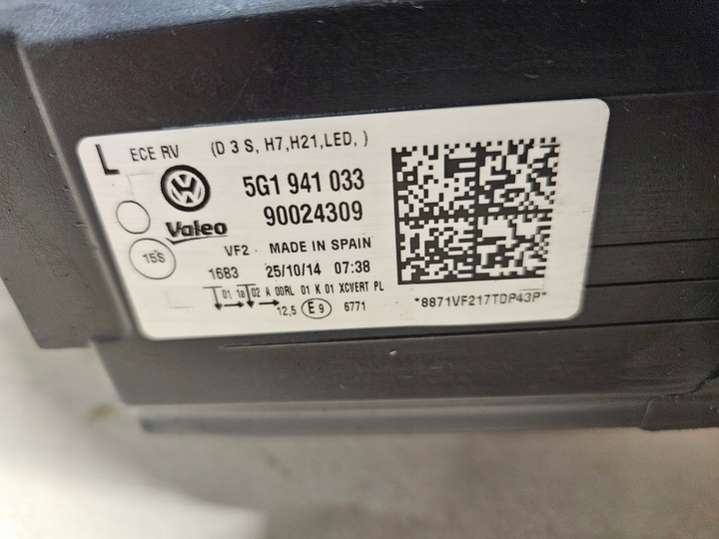 L ECE RV (D 3 S, H7,H21,LED, )
5G1 941 033
Valeo 90024309
15S VF2 MADE IN SPAIN
1683 25/10/14 07:38
01 1a 02 A 00RL 01 K 01 XCVERT PL
12,5 E9 6771
*8871VF217TDP43P*